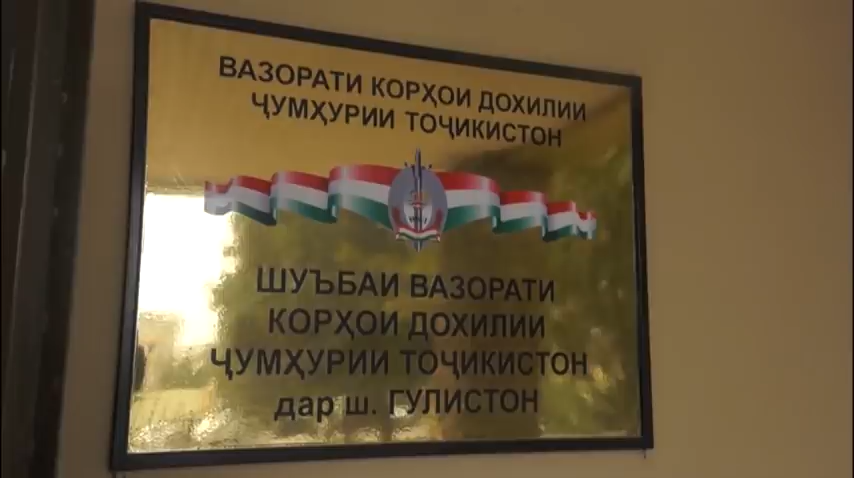 ВАЗОРАТИ КОРҲОИ ДОХИЛИИ
ҶУМҲУРИИ ТОҶИКИСТОН
ШУЪБАИ ВАЗОРАТИ
КОРҲОИ ДОХИЛИИ
ҶУМҲУРИИ ТОҶИКИСТОН
дар ш. ГУЛИСТОН